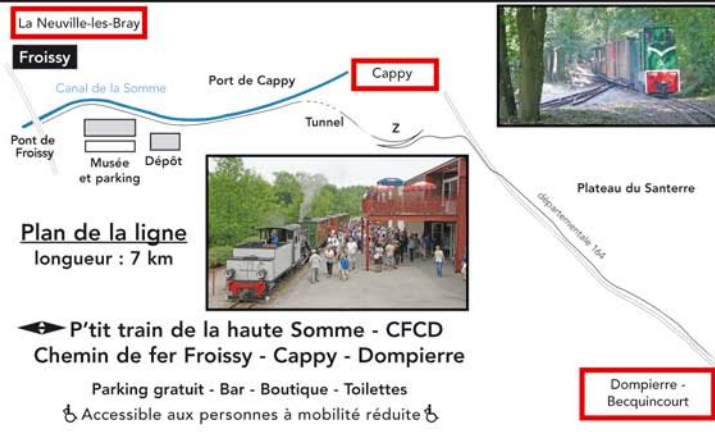 La Neuville-les-Bray
Froissy
Canal de la Somme
Port de Cappy
Cappy
Pont de
Froissy
Musée
et parking
Dépôt
Tunnel
Z
Plateau du Santerre
départementale 164
Plan de la ligne
longueur : 7 km
P'tit train de la haute Somme - CFCD
Chemin de fer Froissy - Cappy - Dompierre
Parking gratuit - Bar - Boutique - Toilettes
Accessible aux personnes à mobilité réduite
Dompierre -
Becquincourt